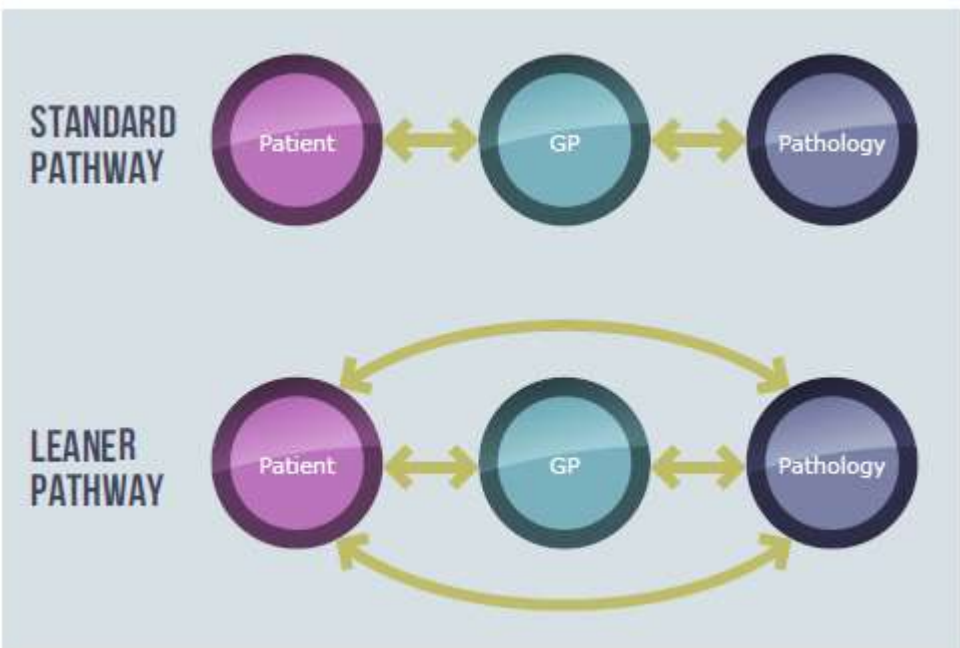 STANDARD
PATHWAY
Patient
GP
Pathology
LEANER
PATHWAY
Patient
GP
Pathology